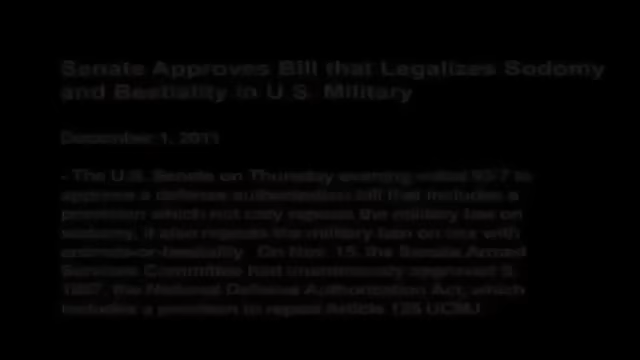 Senate Approves Bill that Legalizes Sodomy
and Bestiality in U.S. Military
December 1, 2011
- The U.S. Senate on Thursday evening voted 93-7 to
approve a defense authorization bill that includes a
provision which not only repeals the military law on
sodomy, it also repeals the military ban on sex with
animals-or-bestiality. On Nov. 15, the Senate Armed
Services Committee had unanimously approved S.
1867, the National Defense Authorization Act, which
includes a provision to repeal Article 125 UCMJ